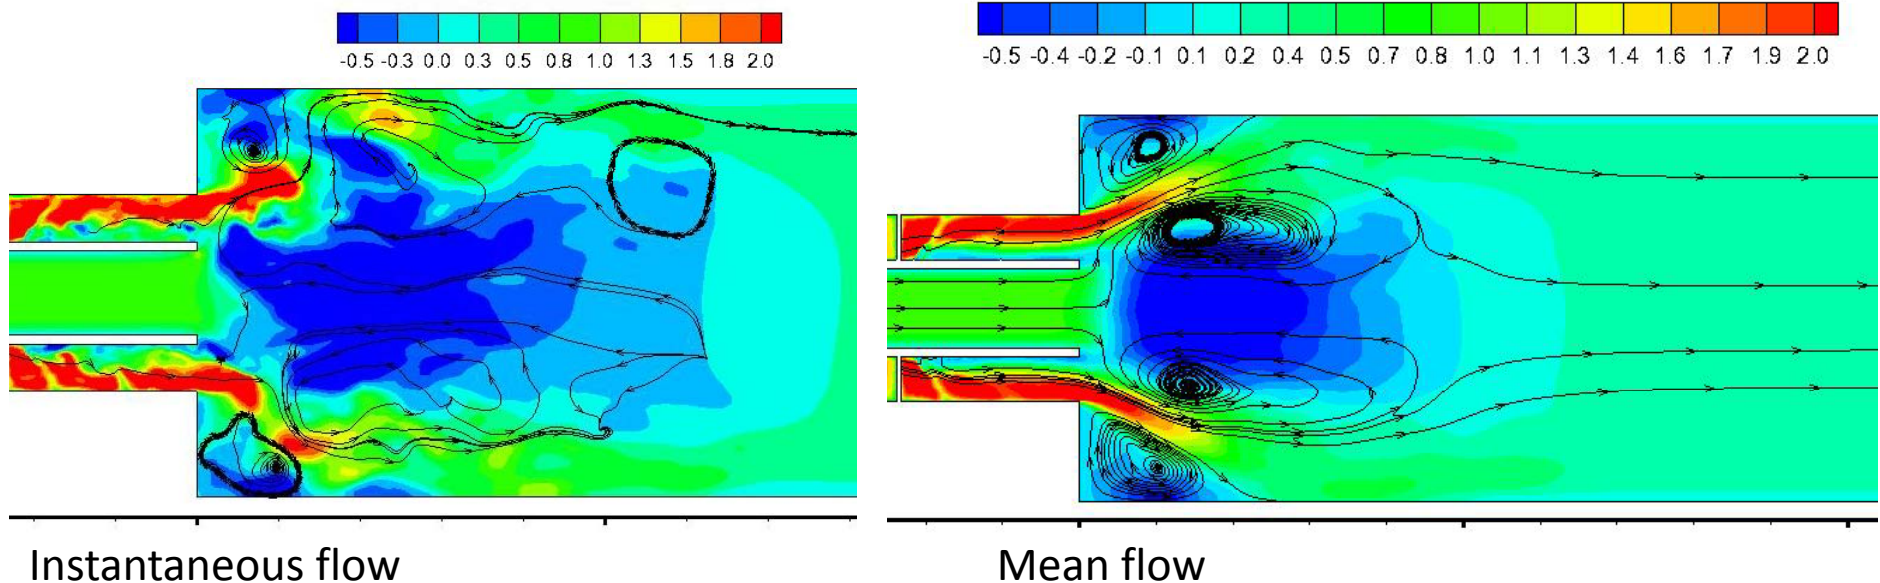 -0.5 -0.3 0.0 0.3 0.5 0.8 1.0 1.3 1.5 1.8 2.0
-0.5 -0.4 -0.2 -0.1 0.1 0.2 0.4 0.5 0.7 0.8 1.0 1.1 1.3 1.4 1.6 1.7 1.9 2.0
Instantaneous flow
Mean flow